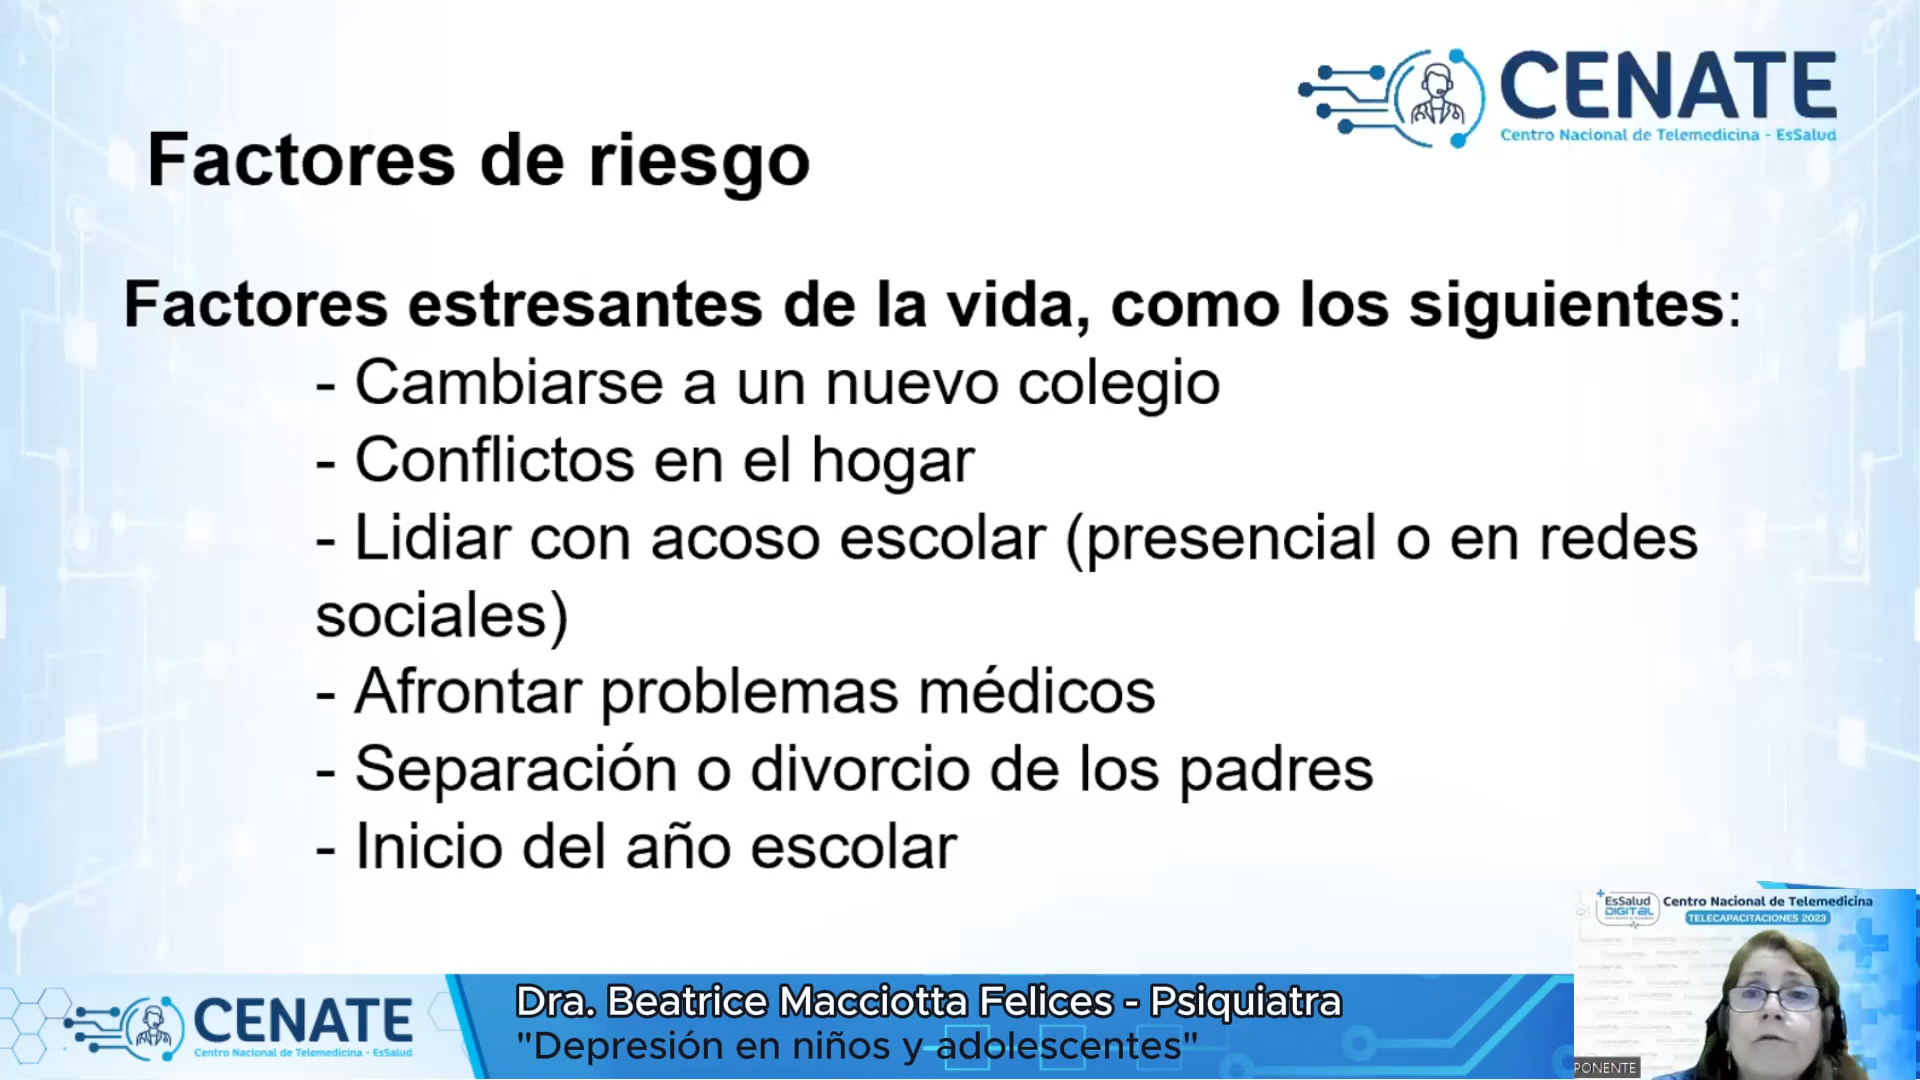 CENATE
Centro Nacional de Telemedicina - EsSalud
Factores de riesgo
Factores estresantes de la vida, como los siguientes:
- Cambiarse a un nuevo colegio
- Conflictos en el hogar
- Lidiar con acoso escolar (presencial o en redes
sociales)
- Afrontar problemas médicos
- Separación o divorcio de los padres
- Inicio del año escolar
EsSalud
DIGITAL
Centro Nacional de Telemedicina
TELECAPACITACIONES 2023
CENATE
Centro Nacional de Telemedicina - EsSalud
Dra. Beatrice Macciotta Felices - Psiquiatra
"Depresión en niños y adolescentes"
PONENTE